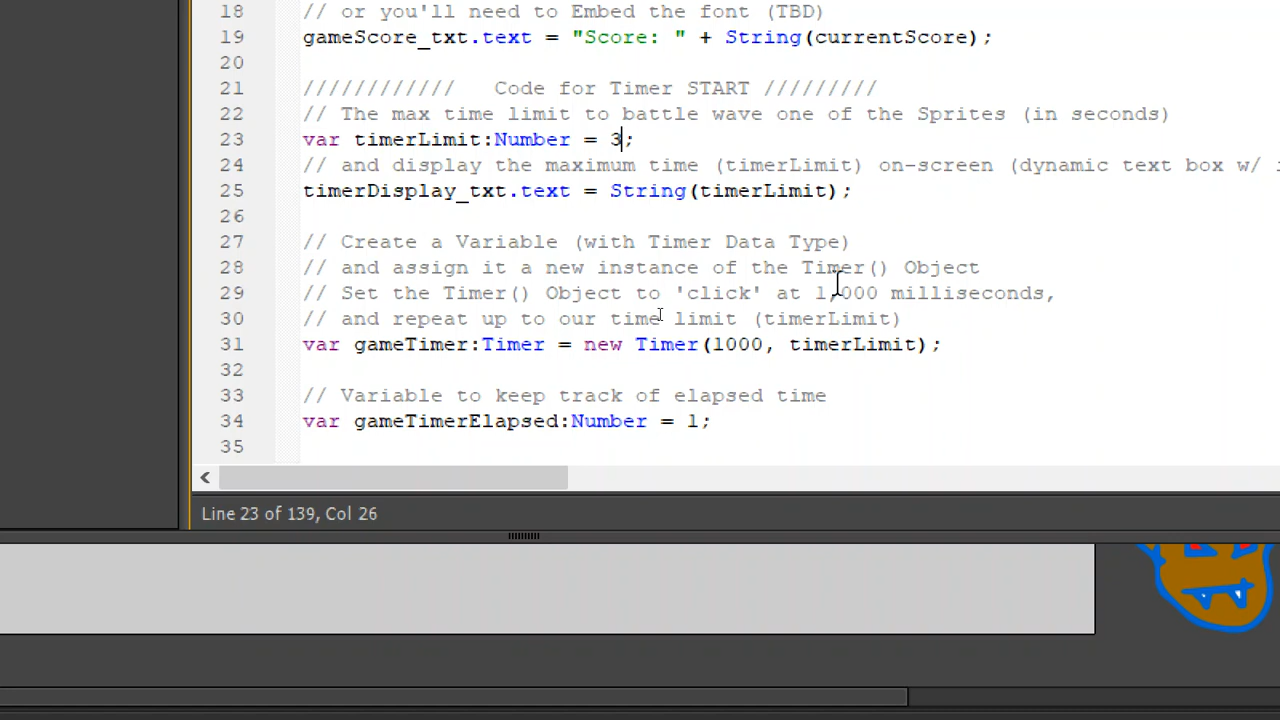 18 // or you'll need to Embed the font (TBD)
19 gameScore_txt.text = "Score: " + String(currentScore);
20
21 ////////////   Code for Timer START /////////
22 // The max time limit to battle wave one of the Sprites (in seconds)
23 var timerLimit:Number = 3;
24 // and display the maximum time (timerLimit) on-screen (dynamic text box w/
25 timerDisplay_txt.text = String(timerLimit);
26
27 // Create a Variable (with Timer Data Type)
28 // and assign it a new instance of the Timer() Object
29 // Set the Timer() Object to 'click' at 1,000 milliseconds,
30 // and repeat up to our time limit (timerLimit)
31 var gameTimer:Timer = new Timer(1000, timerLimit);
32
33 // Variable to keep track of elapsed time
34 var gameTimerElapsed:Number = 1;
35
Line 23 of 139, Col 26